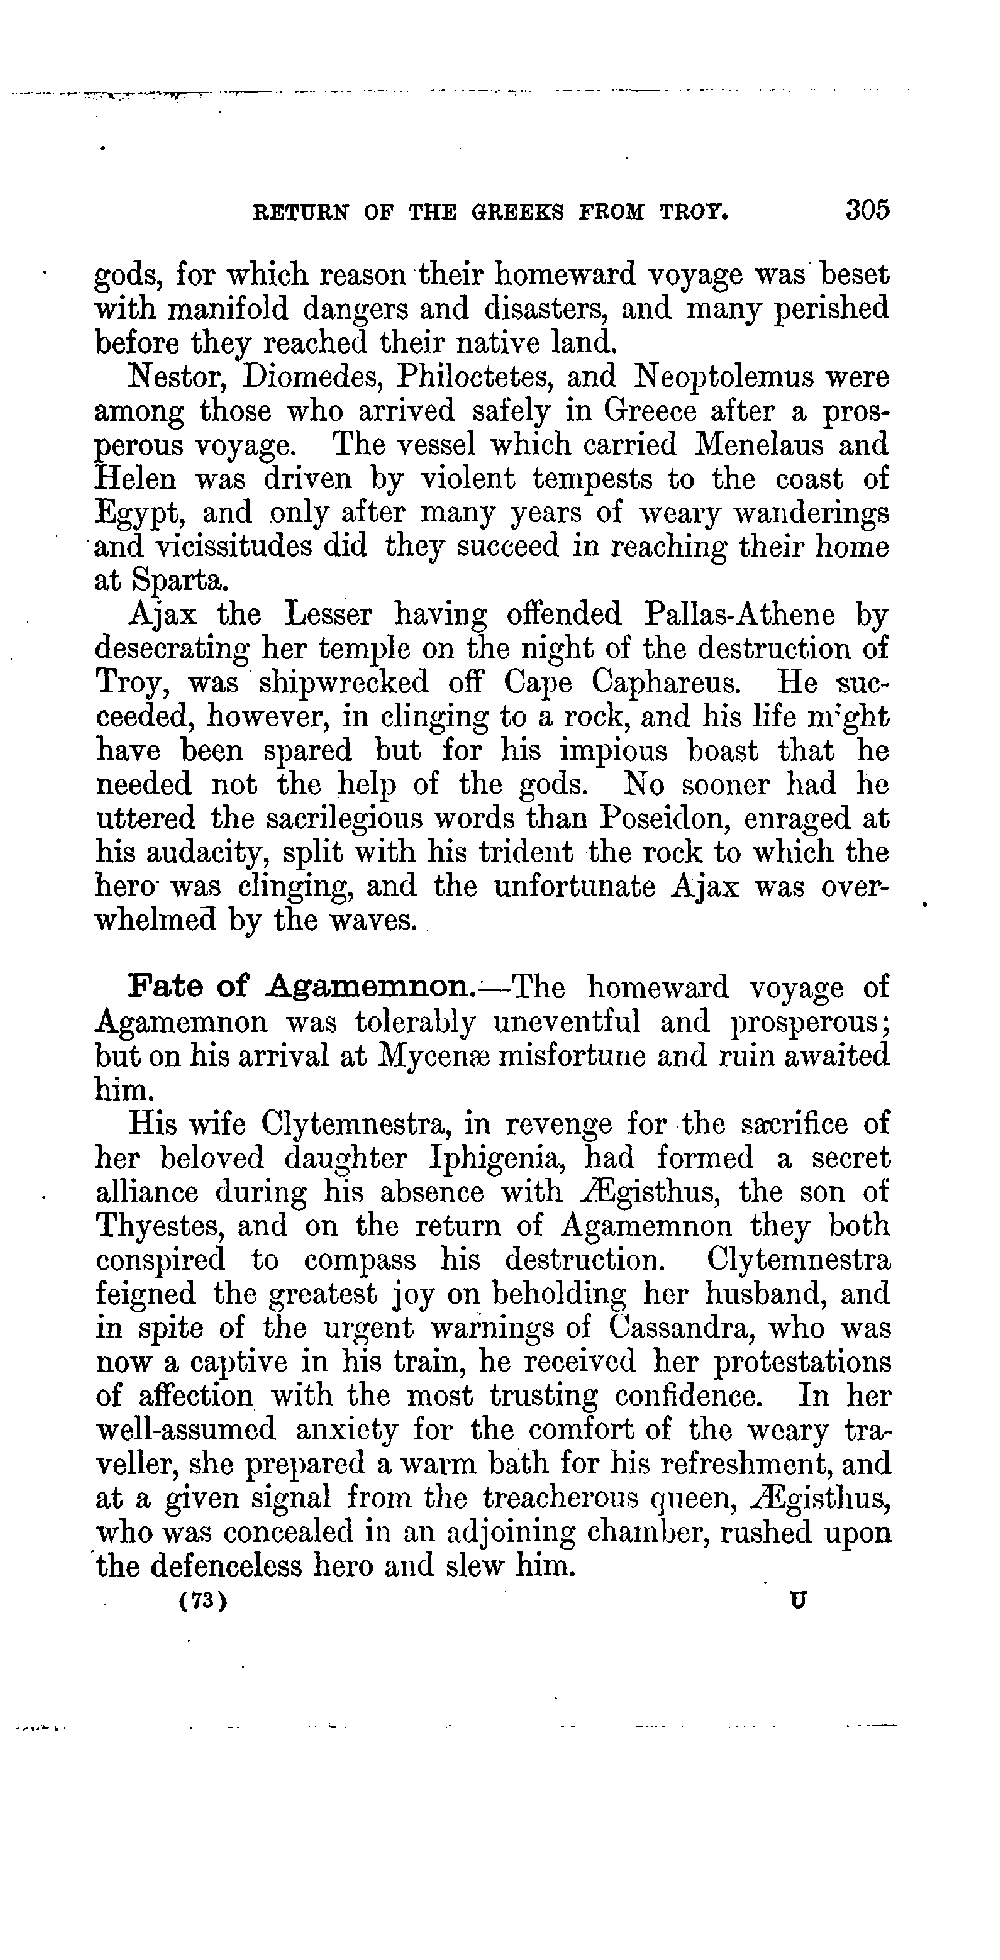 RETURN OF THE GREEKS FROM TROY. 305
gods, for which reason their homeward voyage was beset
with manifold dangers and disasters, and many perished
before they reached their native land.
Nestor, Diomedes, Philoctetes, and Neoptolemus were
among those who arrived safely in Greece after a pros-
perous voyage. The vessel which carried Menelaus and
Helen was driven by violent tempests to the coast of
Egypt, and only after many years of weary wanderings
and vicissitudes did they succeed in reaching their home
at Sparta.
Ajax the Lesser having offended Pallas-Athene by
desecrating her temple on the night of the destruction of
Troy, was shipwrecked off Cape Caphareus. He suc-
ceeded, however, in clinging to a rock, and his life might
have been spared but for his impious boast that he
needed not the help of the gods. No sooner had he
uttered the sacrilegious words than Poseidon, enraged at
his audacity, split with his trident the rock to which the
hero was clinging, and the unfortunate Ajax was over-
whelmed by the waves.
Fate of Agamemnon.—The homeward voyage of
Agamemnon was tolerably uneventful and prosperous;
but on his arrival at Mycenæ misfortune and ruin awaited
him.
His wife Clytemnestra, in revenge for the sacrifice of
her beloved daughter Iphigenia, had formed a secret
alliance during his absence with Ægisthus, the son of
Thyestes, and on the return of Agamemnon they both
conspired to compass his destruction. Clytemnestra
feigned the greatest joy on beholding her husband, and
in spite of the urgent warnings of Cassandra, who was
now a captive in his train, he received her protestations
of affection with the most trusting confidence. In her
well-assumed anxiety for the comfort of the weary tra-
veller, she prepared a warm bath for his refreshment, and
at a given signal from the treacherous queen, Ægisthus,
who was concealed in an adjoining chamber, rushed upon
the defenceless hero and slew him.
(73) U